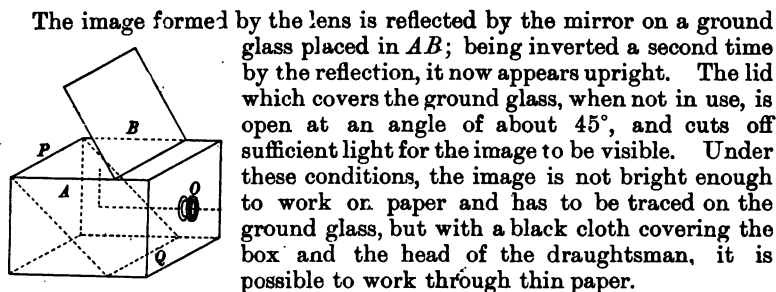 The image formed by the lens is reflected by the mirror on a ground
glass placed in AB; being inverted a second time
by the reflection, it now appears upright. The lid
which covers the ground glass, when not in use, is
open at an angle of about 45°, and cuts off
sufficient light for the image to be visible. Under
these conditions, the image is not bright enough
to work on paper and has to be traced on the
ground glass, but with a black cloth covering the
box and the head of the draughtsman, it is
possible to work through thin paper.
B
P
A
O
Q